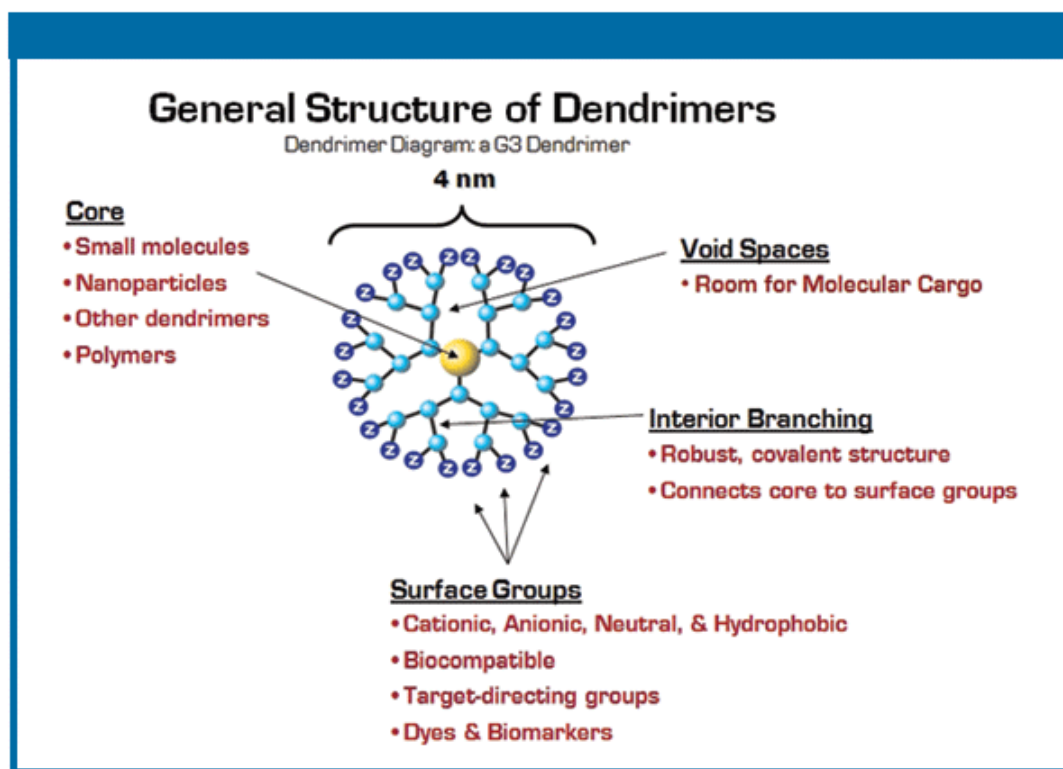 General Structure of Dendrimers
Dendrimer Diagram: a G3 Dendrimer
4 nm
Core
• Small molecules
• Nanoparticles
• Other dendrimers
• Polymers
Void Spaces
• Room for Molecular Cargo
Z Z Z Z Z Z Z Z Z Z Z Z Z Z Z Z Z Z Z Z Z Z Z Z
Interior Branching
• Robust, covalent structure
• Connects core to surface groups
Surface Groups
• Cationic, Anionic, Neutral, & Hydrophobic
• Biocompatible
• Target-directing groups
• Dyes & Biomarkers